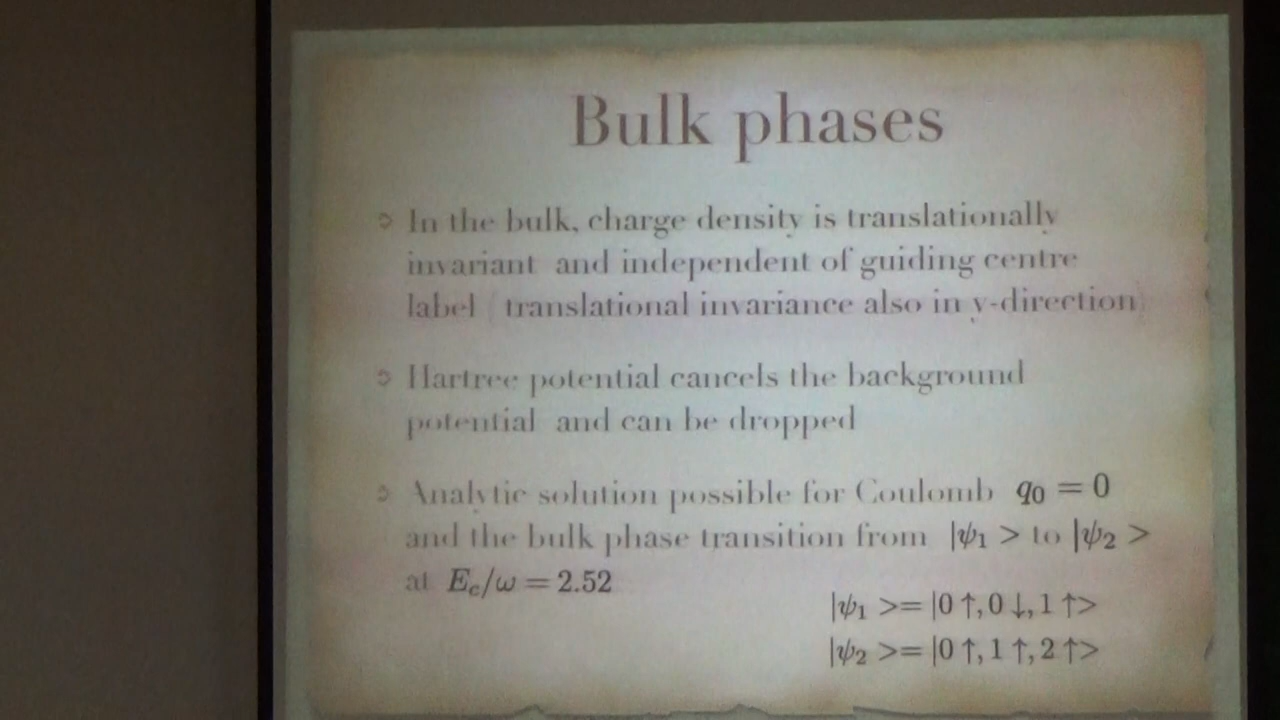 Bulk phases
In the bulk, charge density is translationally
invariant and independent of guiding centre
label ( translational invariance also in y-direction)
Hartree potential cancels the background
potential and can be dropped
Analytic solution possible for Coulomb q₀ = 0
and the bulk phase transition from |ψ₁ > to |ψ₂ >
at E_c/ω = 2.52
|ψ₁ >= |0 ↑, 0 ↓, 1 ↑>
|ψ₂ >= |0 ↑, 1 ↑, 2 ↑>